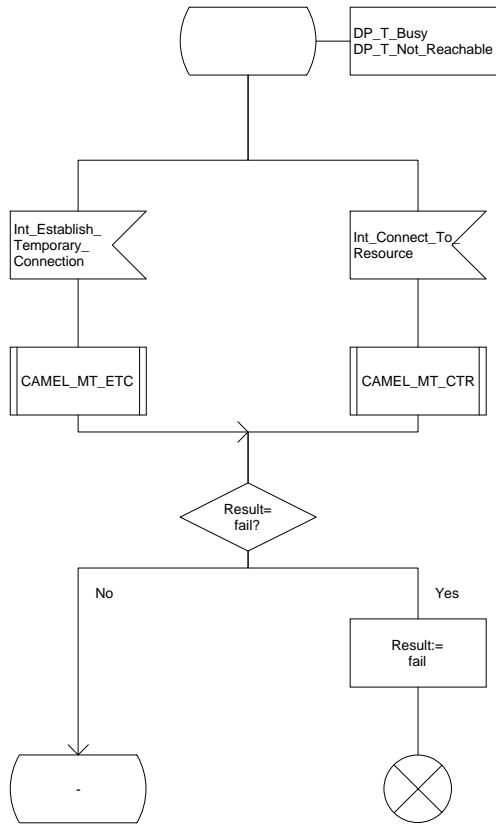 DP_T_Busy
DP_T_Not_Reachable
Int_Establish_
Temporary_
Connection
Int_Connect_To_
Resource
CAMEL_MT_ETC
CAMEL_MT_CTR
Result=
fail?
No
Yes
Result:=
fail
-